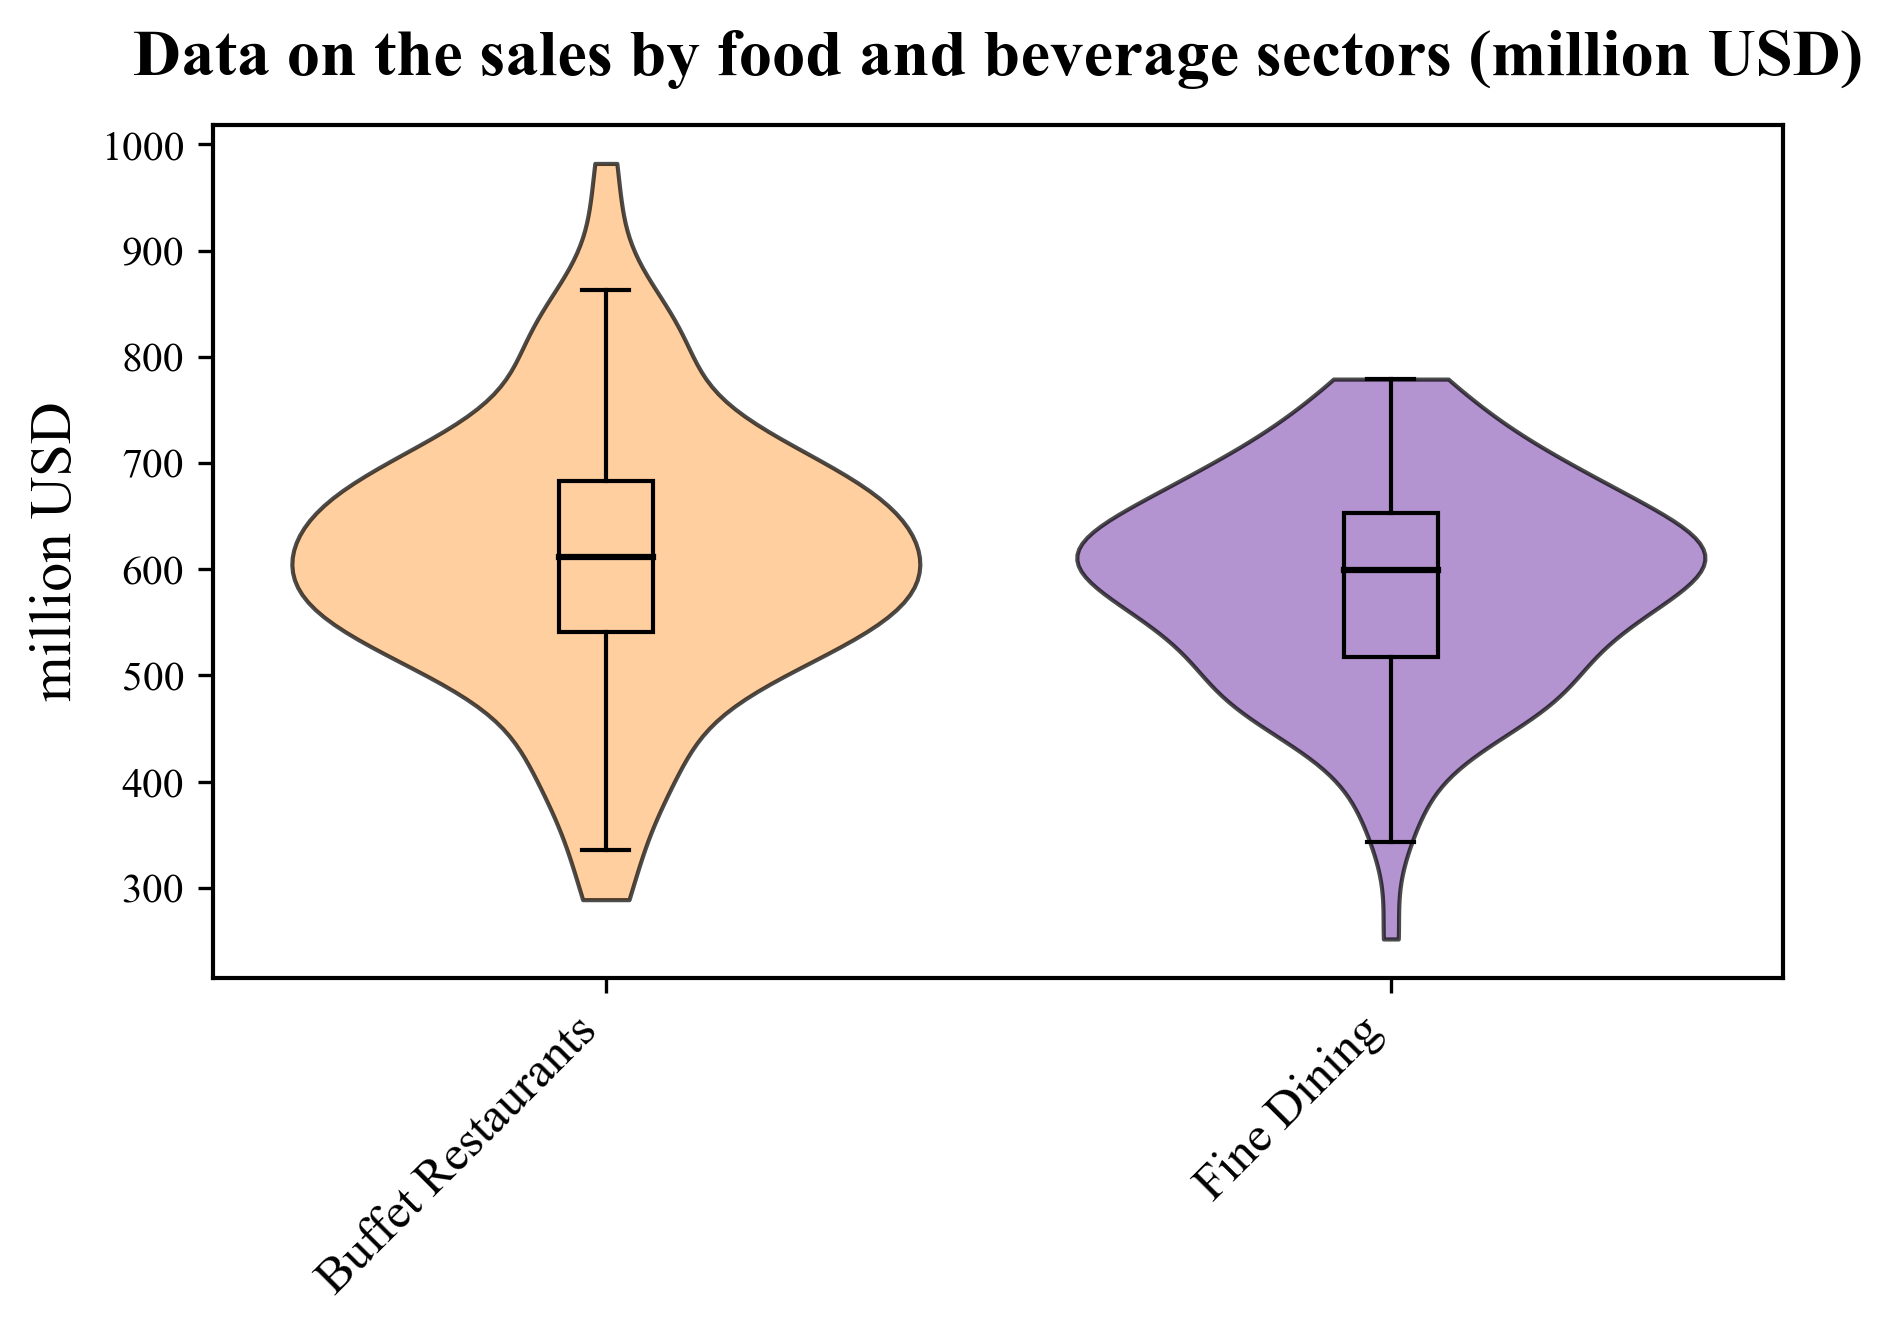 Data on the sales by food and beverage sectors (million USD)
million USD
1000
900
800
700
600
500
400
300
Buffet Restaurants
Fine Dining